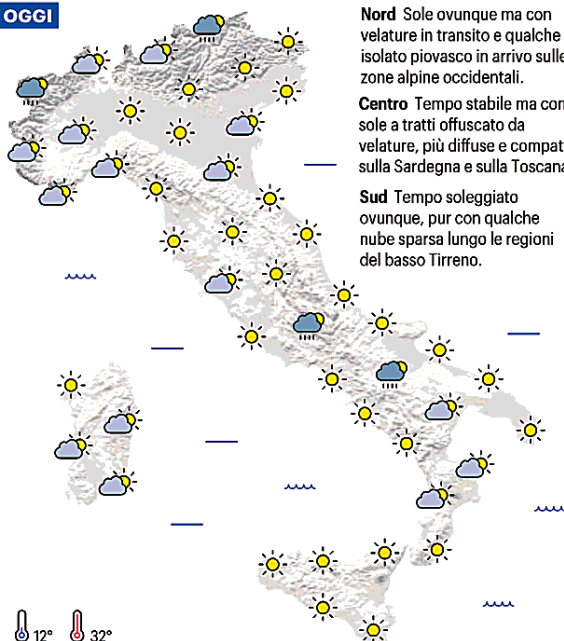 OGGI
Nord Sole ovunque ma con
velature in transito e qualche
isolato piovasco in arrivo sulle
zone alpine occidentali.
Centro Tempo stabile ma con
sole a tratti offuscato da
velature, più diffuse e compat
sulla Sardegna e sulla Toscana
Sud Tempo soleggiato
ovunque, pur con qualche
nube sparsa lungo le regioni
del basso Tirreno.
12° 32°